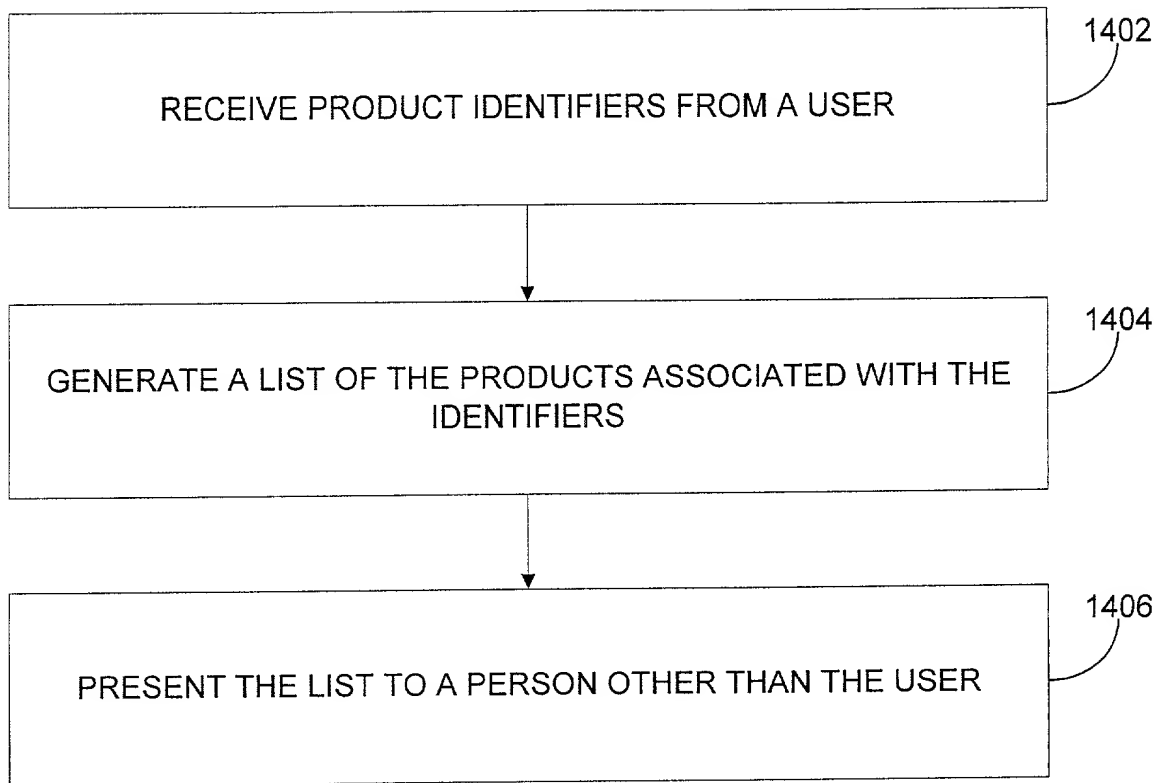 1402
RECEIVE PRODUCT IDENTIFIERS FROM A USER
1404
GENERATE A LIST OF THE PRODUCTS ASSOCIATED WITH THE
IDENTIFIERS
1406
PRESENT THE LIST TO A PERSON OTHER THAN THE USER